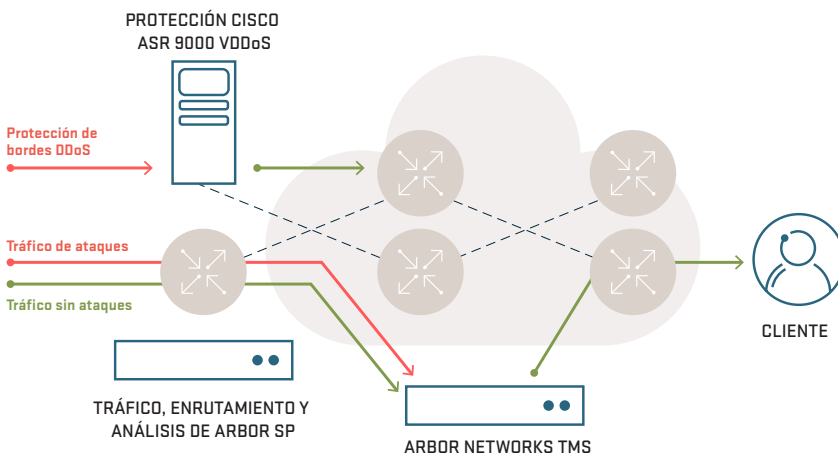 PROTECCIÓN CISCO
ASR 9000 VDDoS
Protección de
bordes DDoS
Tráfico de ataques
Tráfico sin ataques
CLIENTE
TRÁFICO, ENRUTAMIENTO Y
ANÁLISIS DE ARBOR SP
ARBOR NETWORKS TMS